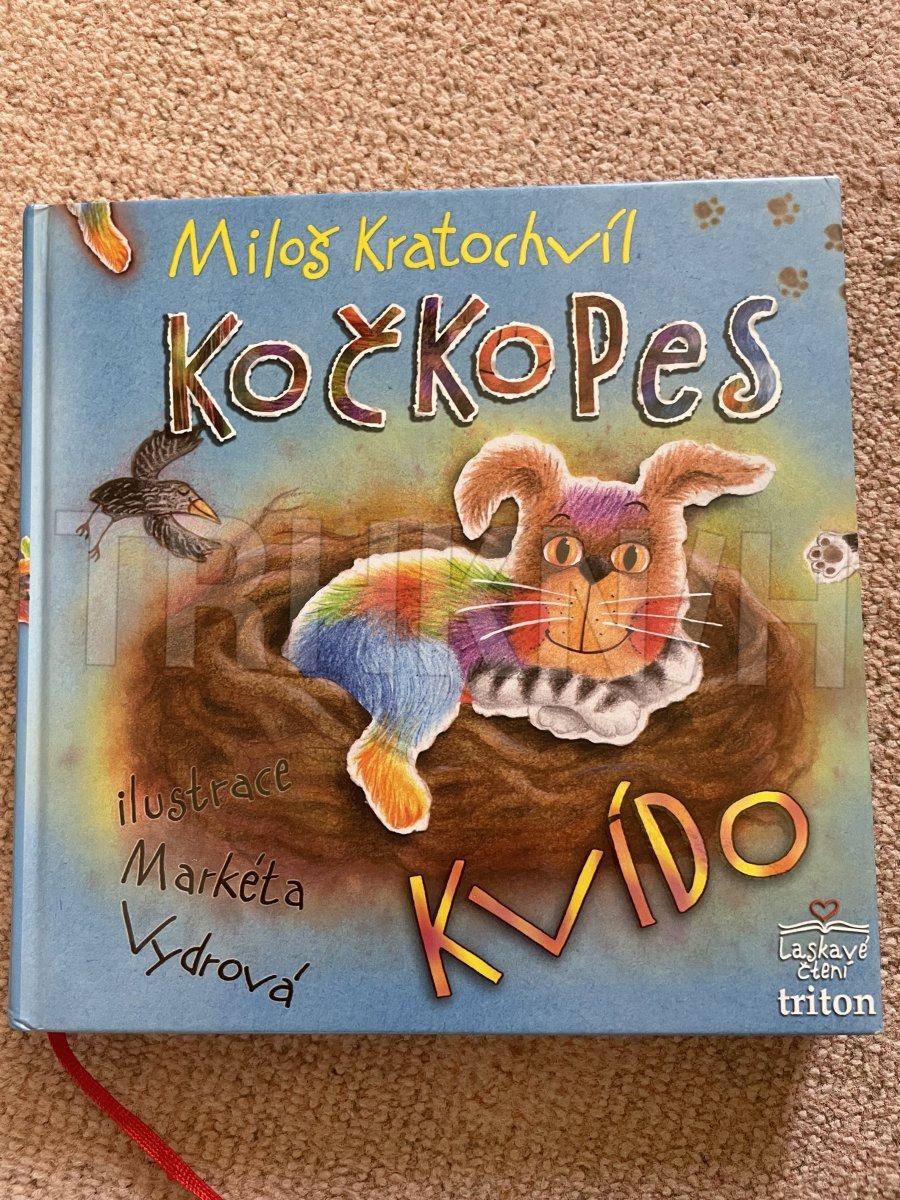 Miloš Kratochvíl
KOČKOPES
ilustrace
Markéta
Vydrová
KVÍDO
Laskavé
čtení
triton